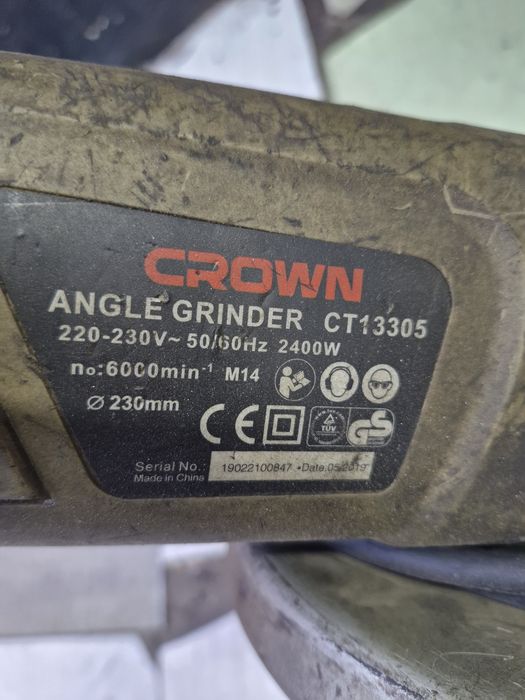 CROWN
ANGLE GRINDER CT13305
220-230V~ 50/60Hz 2400W
no:6000min⁻¹ M14
Ø 230mm
CE TÜV GS
Serial No.: 19022100847 •Date.05.2019
Made in China